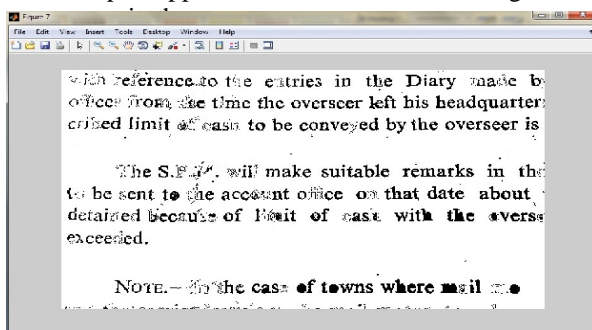 Figure 7
File Edit View Insert Tools Desktop Window Help
with reference to the entries in the Diary made b
offices from the time the overseer left his headquarter
cribed limit of cash to be conveyed by the overseer is
The S.P.M. will make suitable remarks in the
to be sent to the account office on that date about
detained because of limit of cash with the overse
exceeded.
NOTE.— In the case of towns where mail